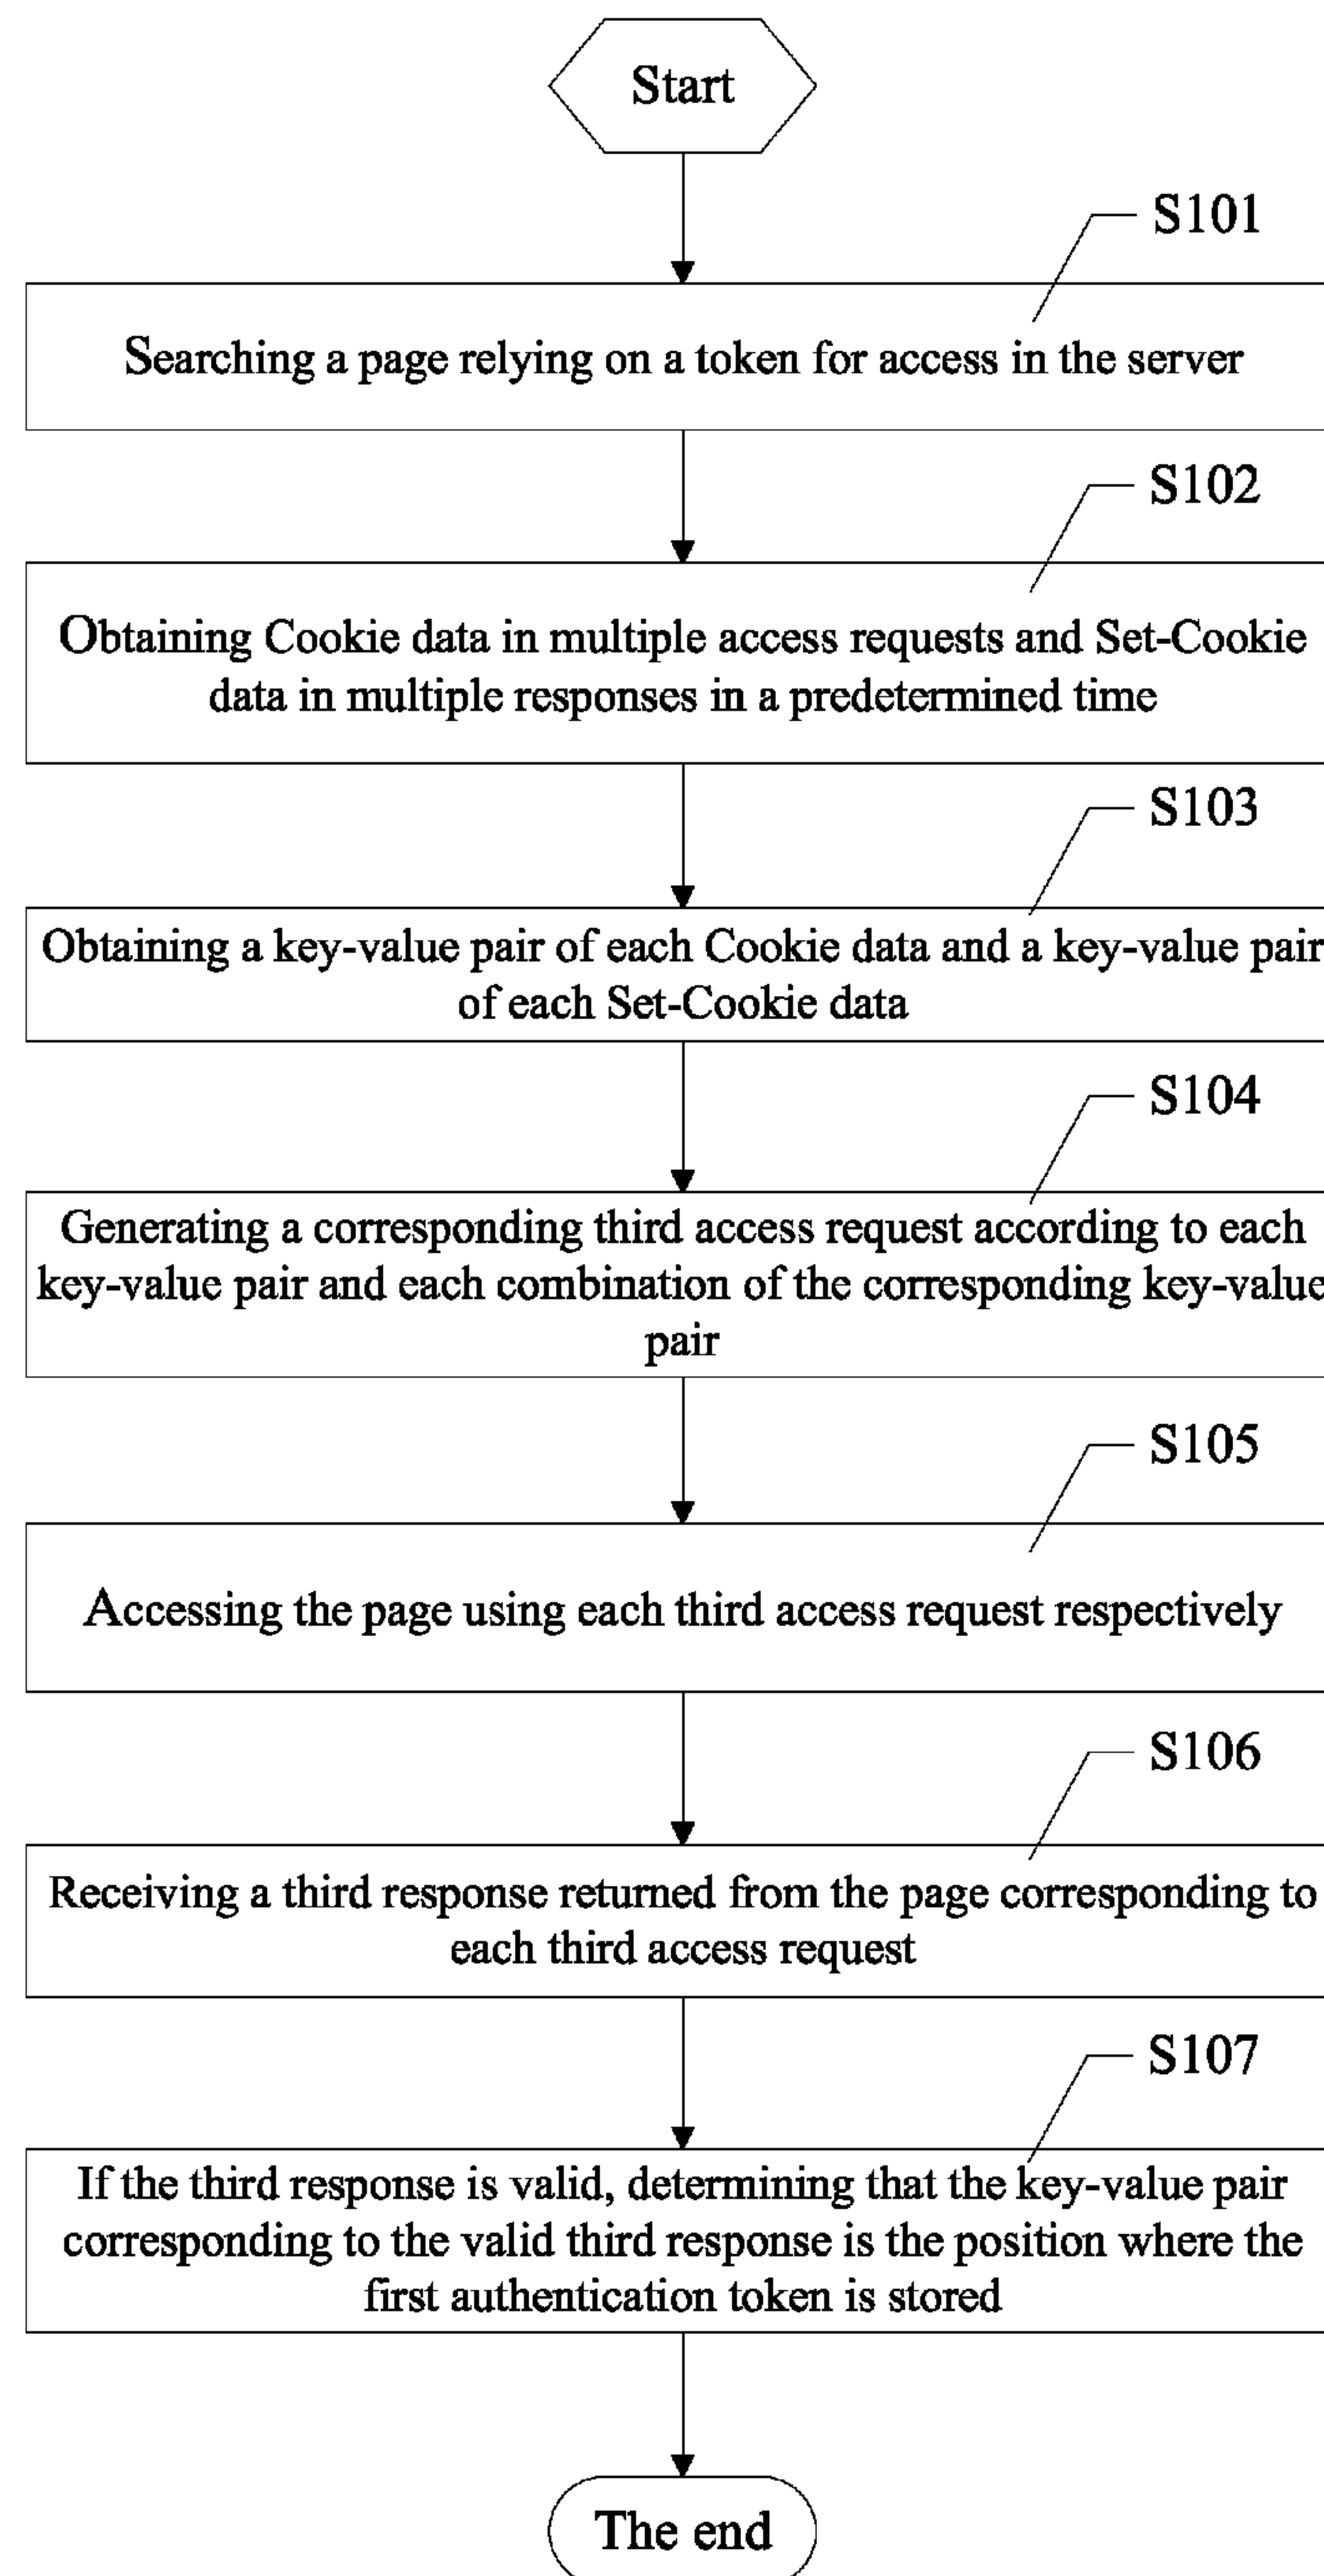 Start
S101
Searching a page relying on a token for access in the server
S102
Obtaining Cookie data in multiple access requests and Set-Cookie
data in multiple responses in a predetermined time
S103
Obtaining a key-value pair of each Cookie data and a key-value pair
of each Set-Cookie data
S104
Generating a corresponding third access request according to each
key-value pair and each combination of the corresponding key-value
pair
S105
Accessing the page using each third access request respectively
S106
Receiving a third response returned from the page corresponding to
each third access request
S107
If the third response is valid, determining that the key-value pair
corresponding to the valid third response is the position where the
first authentication token is stored
The end